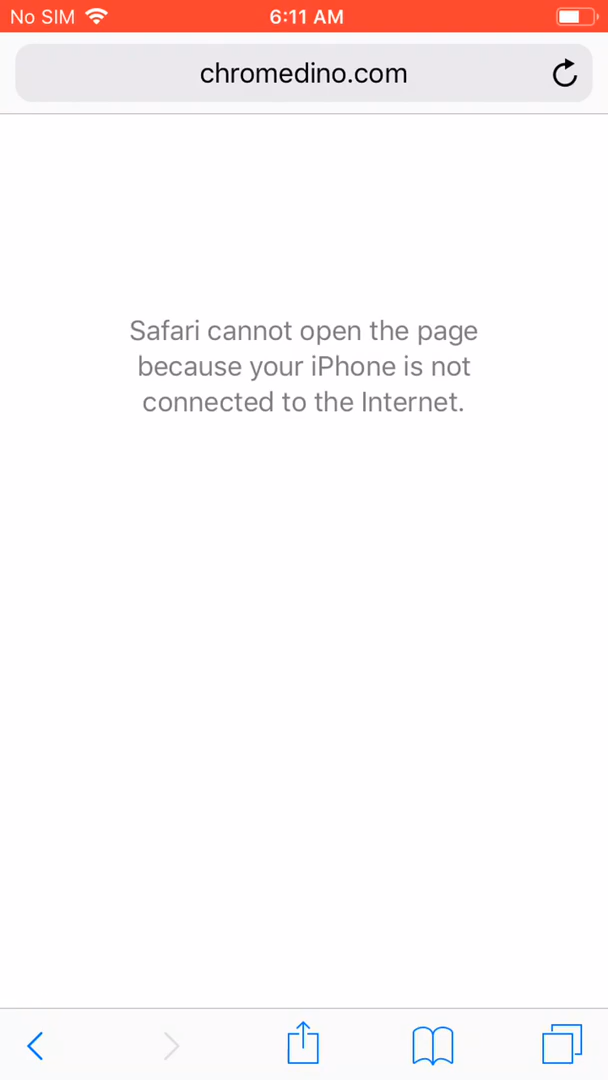 No SIM 6:11 AM
chromedino.com
Safari cannot open the page
because your iPhone is not
connected to the Internet.